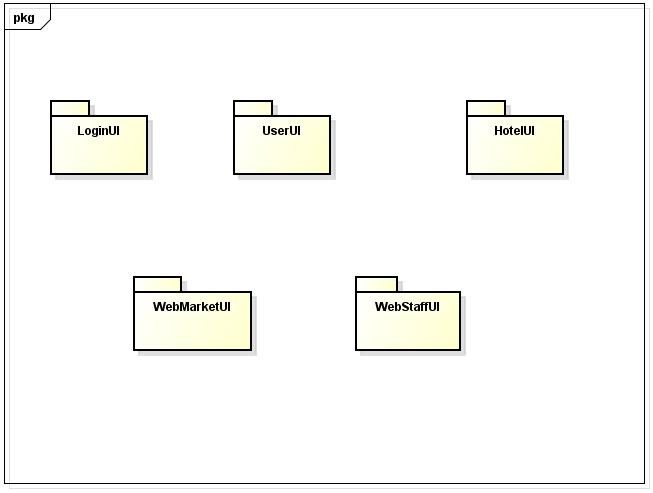 pkg
LoginUI
UserUI
HotelUI
WebMarketUI
WebStaffUI